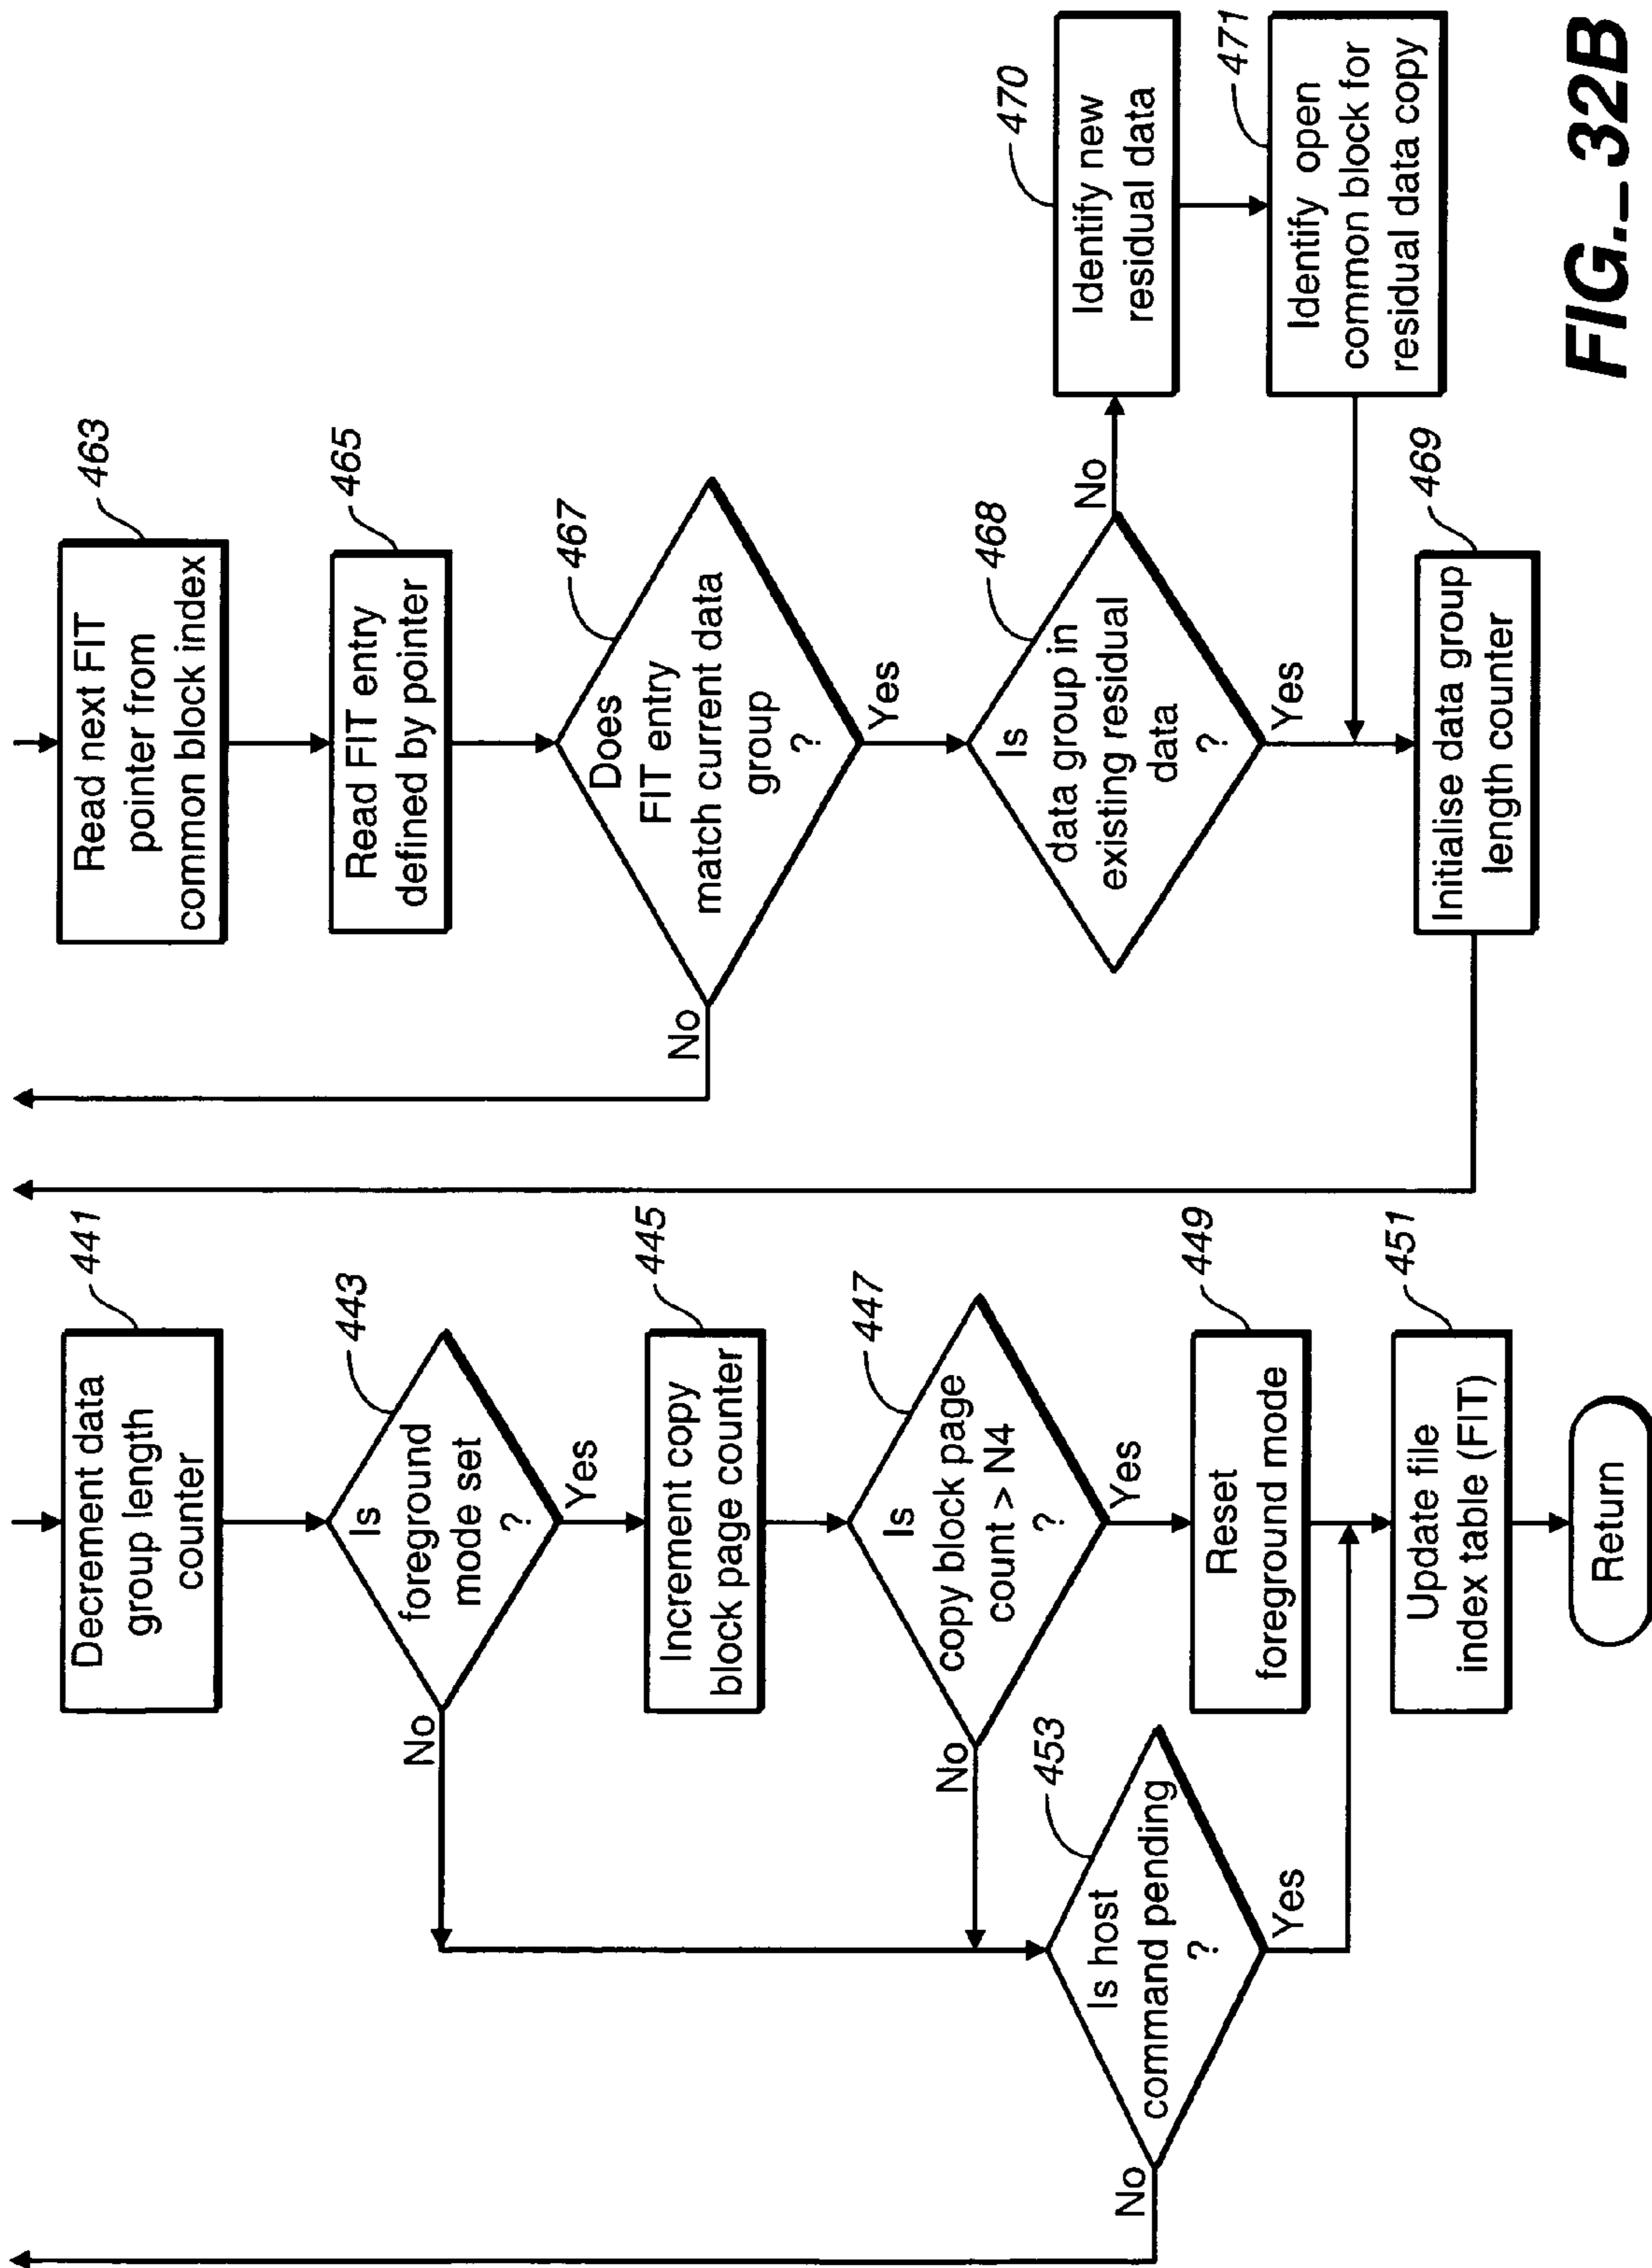 Decrement data
group length
counter
441
Is
foreground
mode set
?
443
No
Yes
Increment copy
block page counter
445
Is
copy block page
count > N4
?
447
No
Yes
Is host
command pending
?
453
No
Yes
Reset
foreground mode
449
Update file
index table (FIT)
451
Return
Read next FIT
pointer from
common block index
463
Read FIT entry
defined by pointer
465
Does
FIT entry
match current data
group
?
467
No
Yes
Is
data group in
existing residual
data
?
468
No
Yes
Identify new
residual data
470
Identify open
common block for
residual data copy
471
Initialise data group
length counter
469
FIG._32B